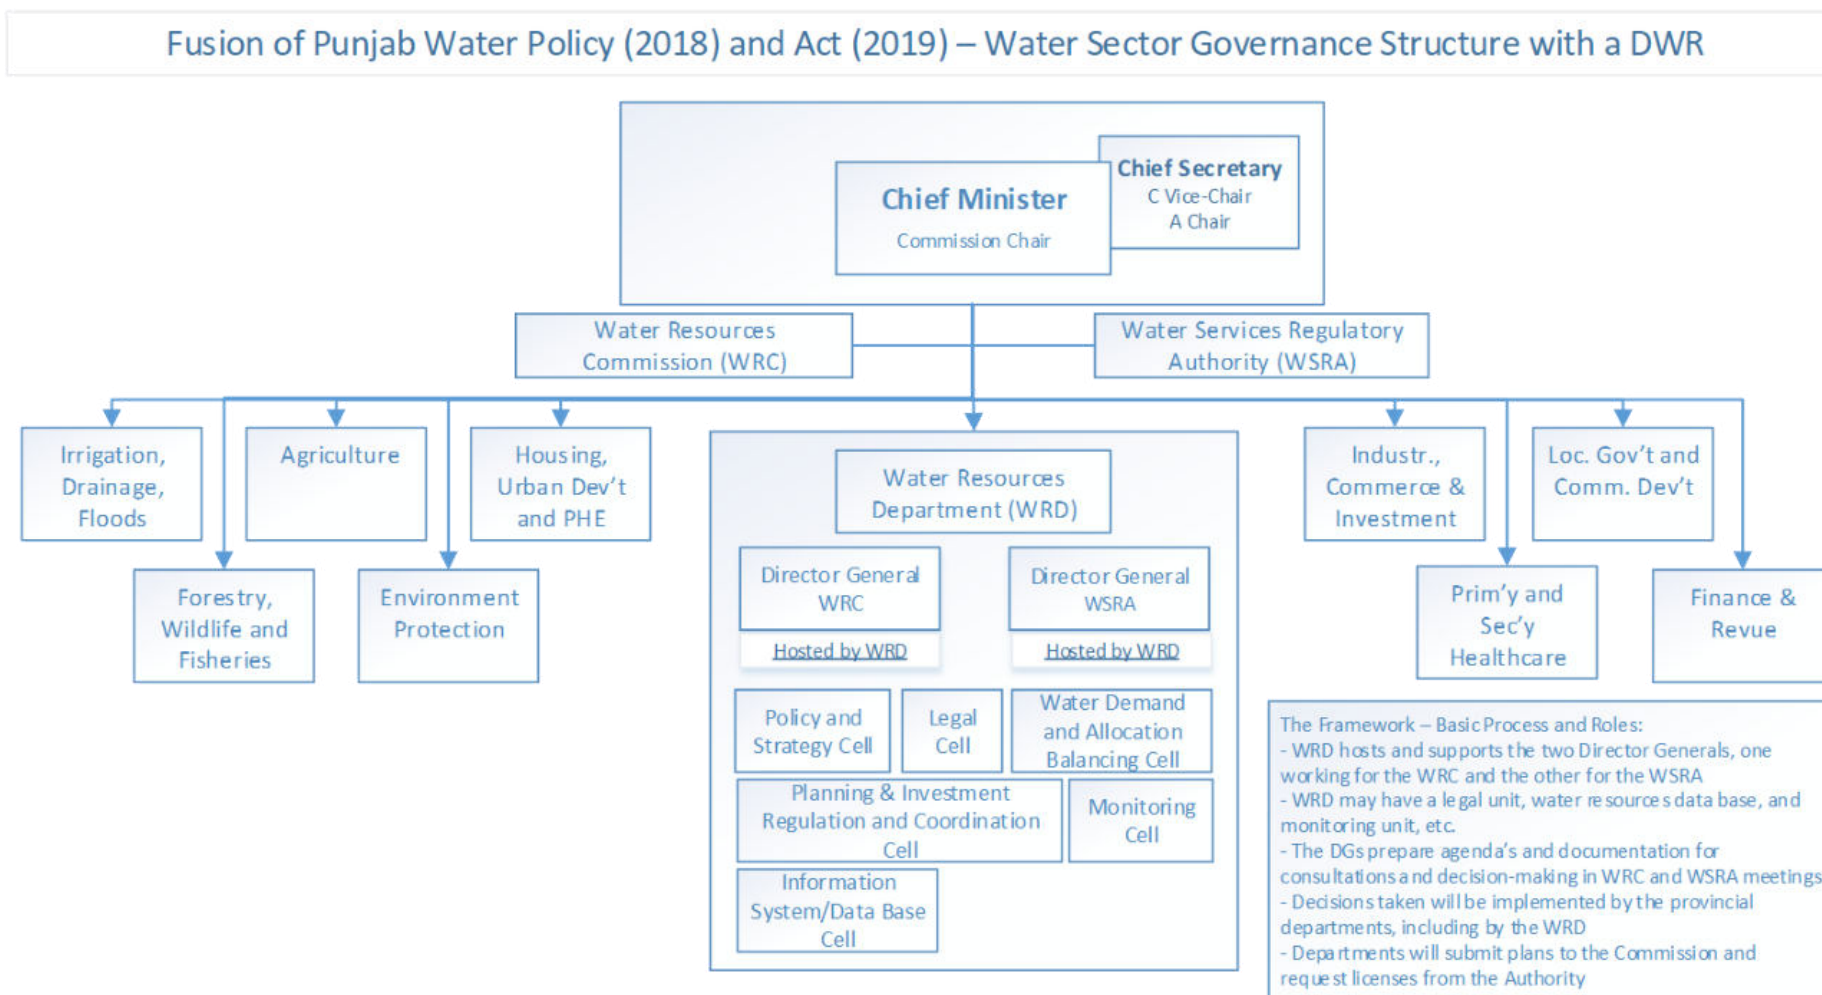 Fusion of Punjab Water Policy (2018) and Act (2019) – Water Sector Governance Structure with a DWR
Chief Secretary
C Vice-Chair
A Chair
Chief Minister
Commission Chair
Water Resources
Commission (WRC)
Water Services Regulatory
Authority (WSRA)
Irrigation,
Drainage,
Floods
Agriculture
Housing,
Urban Dev't
and PHE
Forestry,
Wildlife and
Fisheries
Environment
Protection
Water Resources
Department (WRD)
Director General
WRC
Hosted by WRD
Director General
WSRA
Hosted by WRD
Policy and
Strategy Cell
Legal
Cell
Water Demand
and Allocation
Balancing Cell
Planning & Investment
Regulation and Coordination
Cell
Monitoring
Cell
Information
System/Data Base
Cell
Industr.,
Commerce &
Investment
Loc. Gov't and
Comm. Dev't
Prim'y and
Sec'y
Healthcare
Finance &
Revue
The Framework – Basic Process and Roles:
- WRD hosts and supports the two Director Generals, one
working for the WRC and the other for the WSRA
- WRD may have a legal unit, water resources data base, and
monitoring unit, etc.
- The DGs prepare agenda's and documentation for
consultations and decision-making in WRC and WSRA meetings
- Decisions taken will be implemented by the provincial
departments, including by the WRD
- Departments will submit plans to the Commission and
request licenses from the Authority